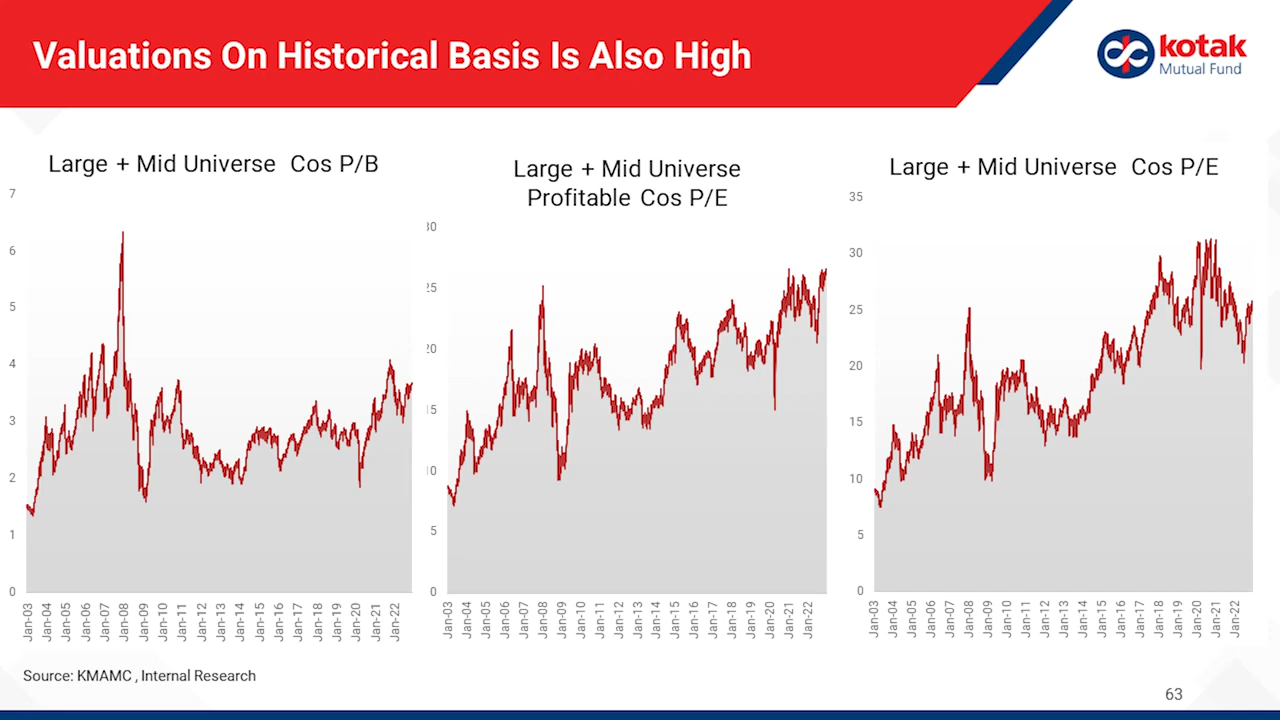 Valuations On Historical Basis Is Also High
kotak
Mutual Fund
Large + Mid Universe Cos P/B
7
6
5
4
3
2
1
0
Jan-03
Jan-04
Jan-05
Jan-06
Jan-07
Jan-08
Jan-09
Jan-10
Jan-11
Jan-12
Jan-13
Jan-14
Jan-15
Jan-16
Jan-17
Jan-18
Jan-19
Jan-20
Jan-21
Jan-22
Large + Mid Universe
Profitable Cos P/E
30
25
20
15
10
5
0
Jan-03
Jan-04
Jan-05
Jan-06
Jan-07
Jan-08
Jan-09
Jan-10
Jan-11
Jan-12
Jan-13
Jan-14
Jan-15
Jan-16
Jan-17
Jan-18
Jan-19
Jan-20
Jan-21
Jan-22
Large + Mid Universe Cos P/E
35
30
25
20
15
10
5
0
Jan-03
Jan-04
Jan-05
Jan-06
Jan-07
Jan-08
Jan-09
Jan-10
Jan-11
Jan-12
Jan-13
Jan-14
Jan-15
Jan-16
Jan-17
Jan-18
Jan-19
Jan-20
Jan-21
Jan-22
Source: KMAMC , Internal Research
63